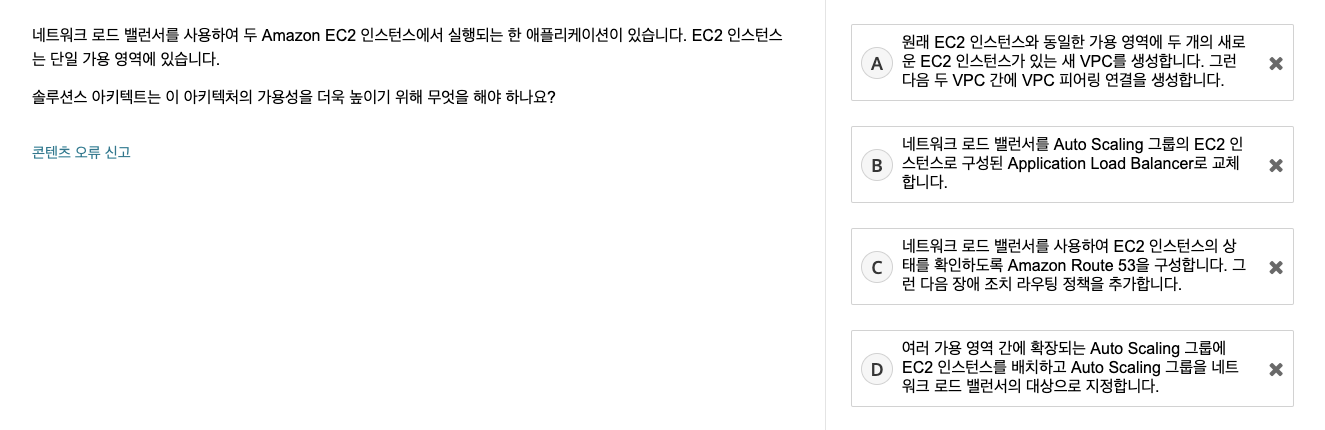 네트워크 로드 밸런서를 사용하여 두 Amazon EC2 인스턴스에서 실행되는 한 애플리케이션이 있습니다. EC2 인스턴스
는 단일 가용 영역에 있습니다.
솔루션스 아키텍트는 이 아키텍처의 가용성을 더욱 높이기 위해 무엇을 해야 하나요?
콘텐츠 오류 신고
A
원래 EC2 인스턴스와 동일한 가용 영역에 두 개의 새로
운 EC2 인스턴스가 있는 새 VPC를 생성합니다. 그런
다음 두 VPC 간에 VPC 피어링 연결을 생성합니다.
B
네트워크 로드 밸런서를 Auto Scaling 그룹의 EC2 인
스턴스로 구성된 Application Load Balancer로 교체
합니다.
C
네트워크 로드 밸런서를 사용하여 EC2 인스턴스의 상
태를 확인하도록 Amazon Route 53을 구성합니다. 그
런 다음 장애 조치 라우팅 정책을 추가합니다.
D
여러 가용 영역 간에 확장되는 Auto Scaling 그룹에
EC2 인스턴스를 배치하고 Auto Scaling 그룹을 네트
워크 로드 밸런서의 대상으로 지정합니다.